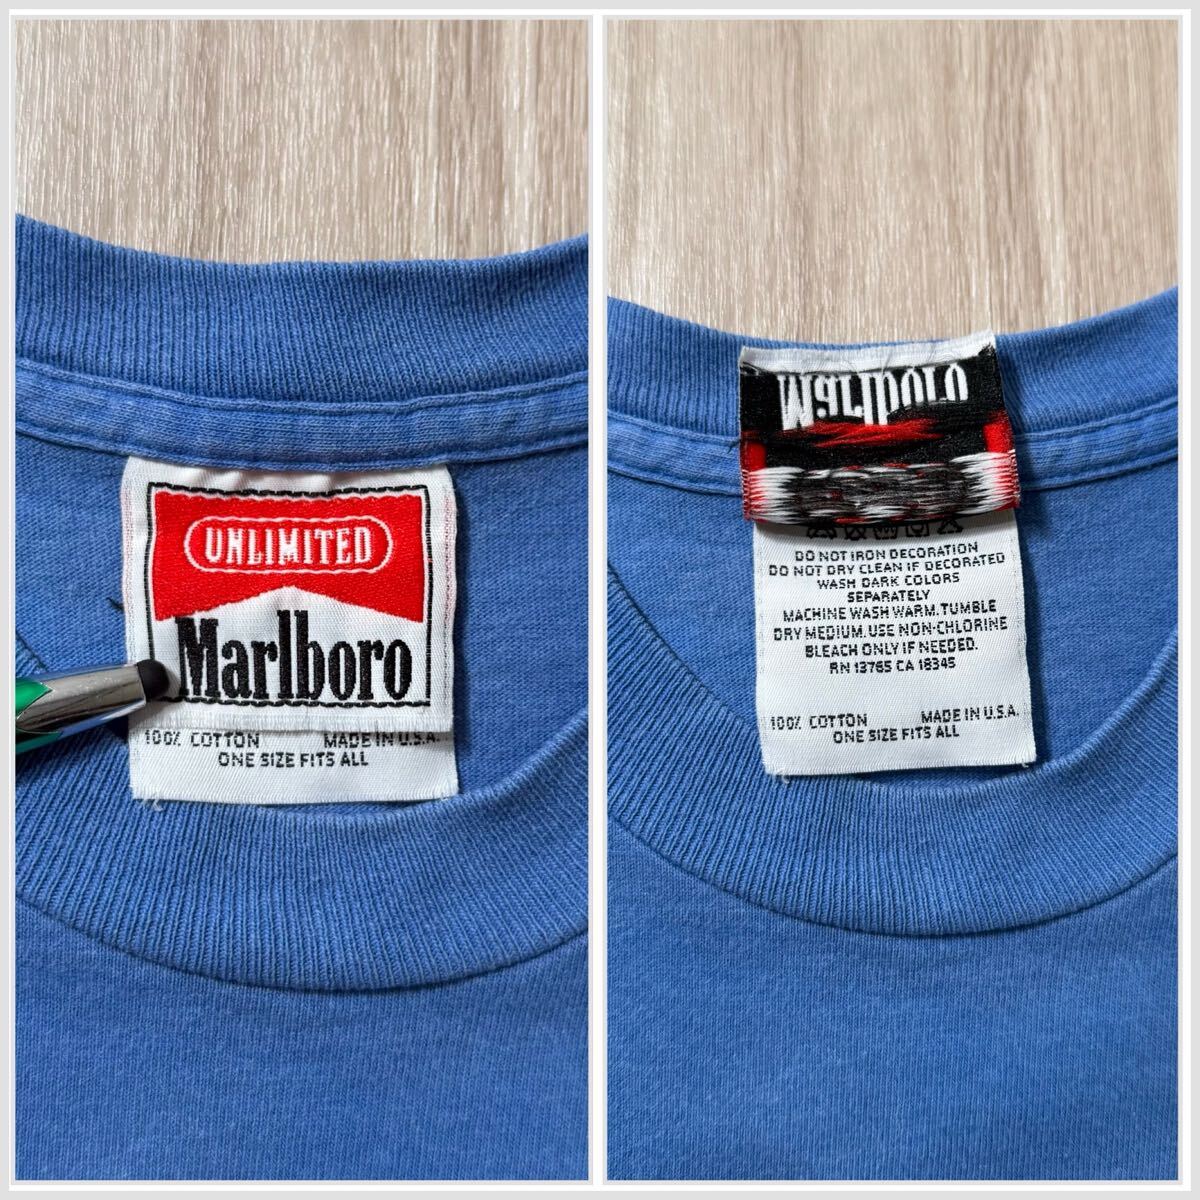 UNLIMITED
Marlboro
100% COTTON MADE IN U.S.A.
ONE SIZE FITS ALL
Marlboro
DO NOT IRON DECORATION
DO NOT DRY CLEAN IF DECORATED
WASH DARK COLORS
SEPARATELY
MACHINE WASH WARM. TUMBLE
DRY MEDIUM. USE NON-CHLORINE
BLEACH ONLY IF NEEDED.
RN 13765 CA 18345
100% COTTON MADE IN U.S.A.
ONE SIZE FITS ALL